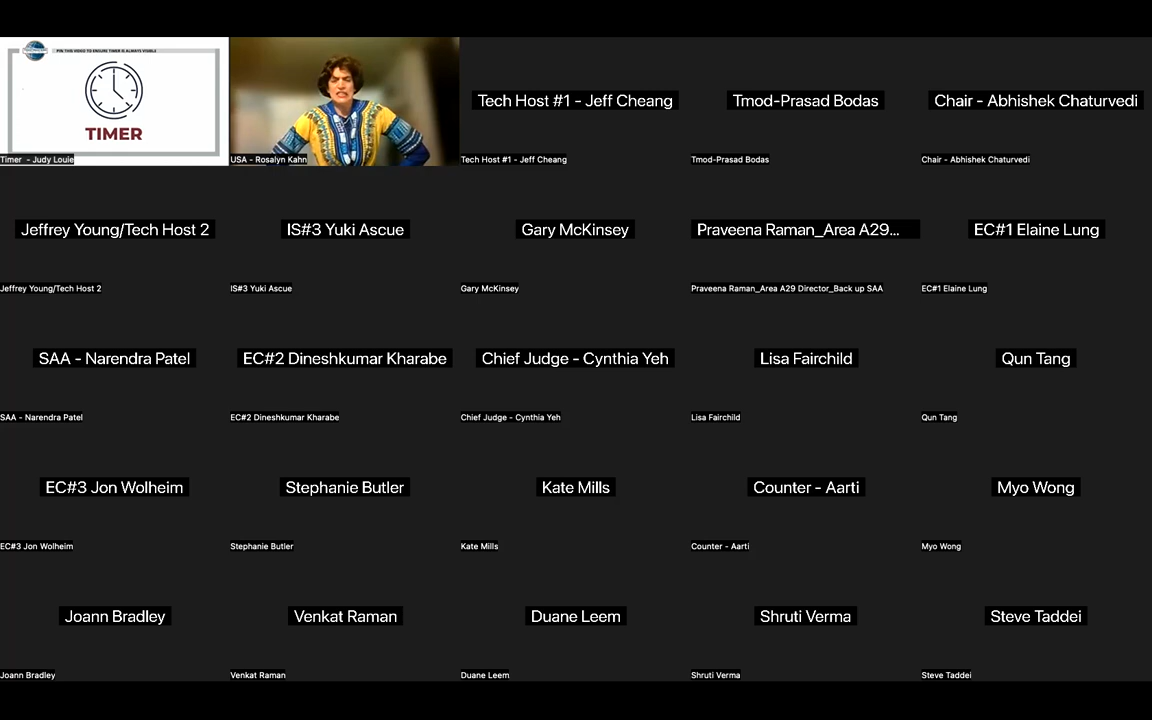 PIN THIS VIDEO TO ENSURE TIMER IS ALWAYS VISIBLE
TIMER
Timer - Judy Louie
USA - Rosalyn Kahn
Tech Host #1 - Jeff Cheang
Tech Host #1 - Jeff Cheang
Tmod-Prasad Bodas
Tmod-Prasad Bodas
Chair - Abhishek Chaturvedi
Chair - Abhishek Chaturvedi
Jeffrey Young/Tech Host 2
Jeffrey Young/Tech Host 2
IS#3 Yuki Ascue
IS#3 Yuki Ascue
Gary McKinsey
Gary McKinsey
Praveena Raman_Area A29...
Praveena Raman_Area A29 Director_Back up SAA
EC#1 Elaine Lung
EC#1 Elaine Lung
SAA - Narendra Patel
SAA - Narendra Patel
EC#2 Dineshkumar Kharabe
EC#2 Dineshkumar Kharabe
Chief Judge - Cynthia Yeh
Chief Judge - Cynthia Yeh
Lisa Fairchild
Lisa Fairchild
Qun Tang
Qun Tang
EC#3 Jon Wolheim
EC#3 Jon Wolheim
Stephanie Butler
Stephanie Butler
Kate Mills
Kate Mills
Counter - Aarti
Counter - Aarti
Myo Wong
Myo Wong
Joann Bradley
Joann Bradley
Venkat Raman
Venkat Raman
Duane Leem
Duane Leem
Shruti Verma
Shruti Verma
Steve Taddei
Steve Taddei